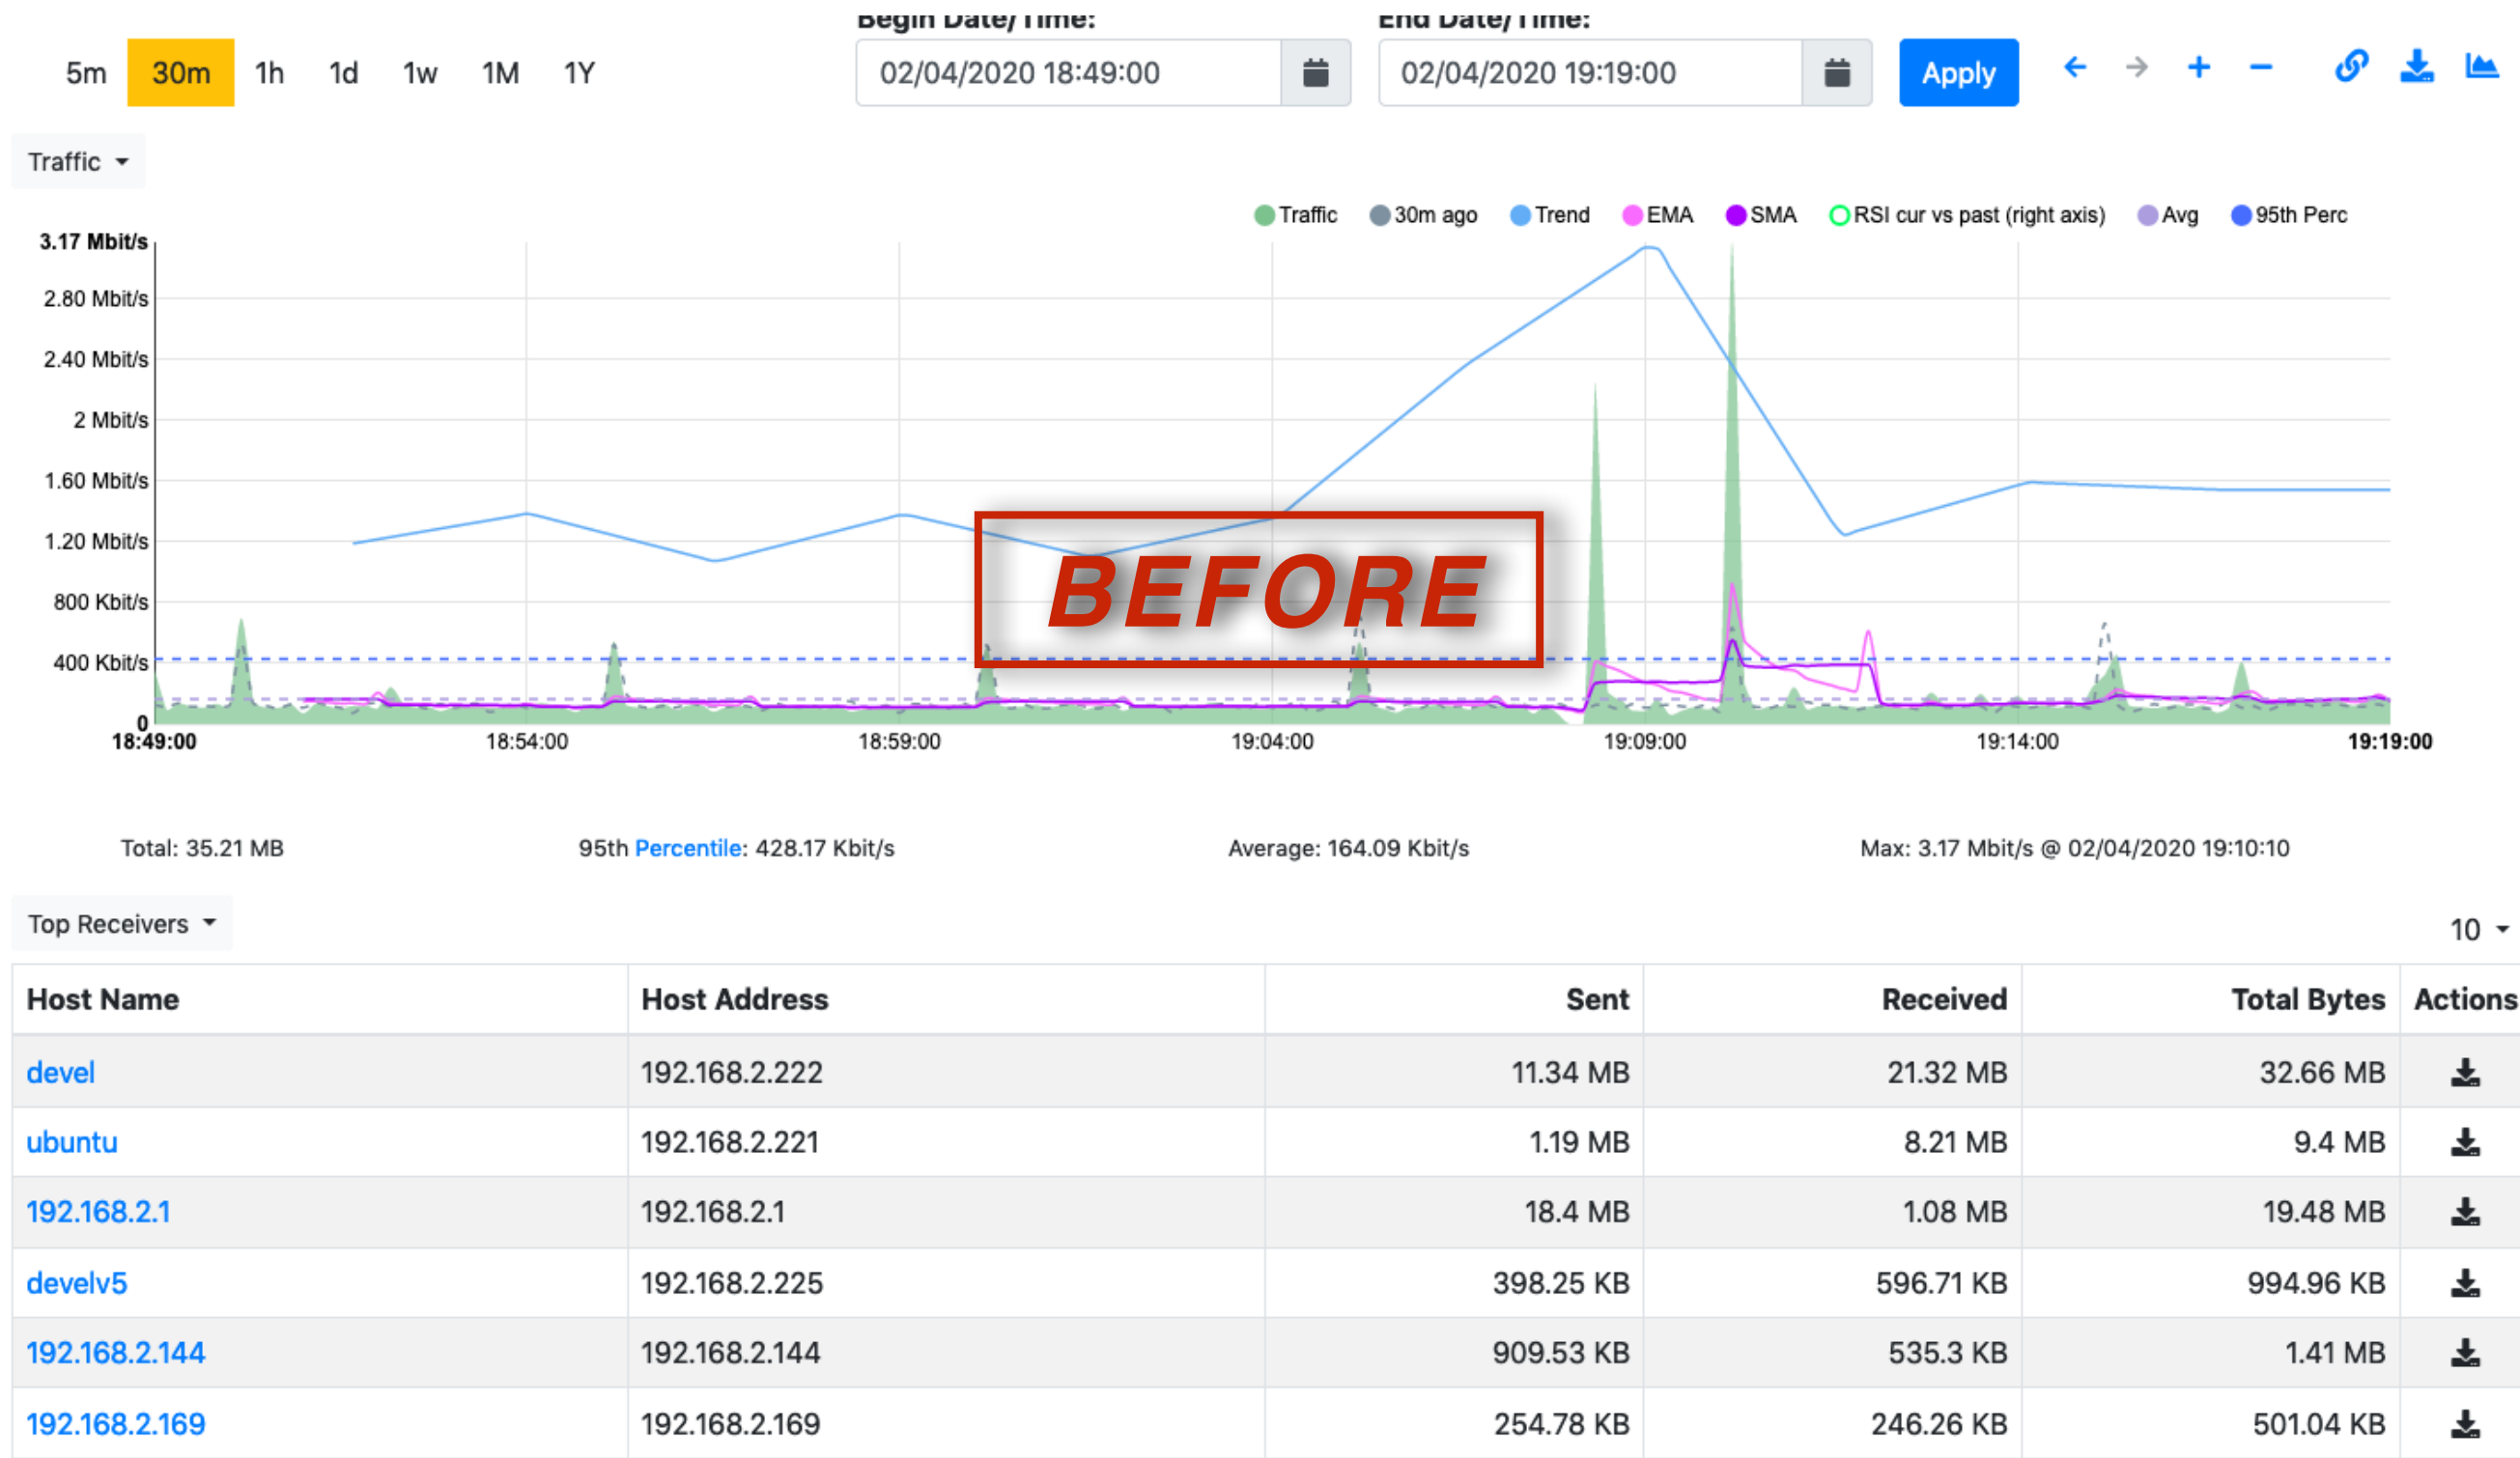 Begin Date/Time: End Date/Time:
5m 30m 1h 1d 1w 1M 1Y 02/04/2020 18:49:00 02/04/2020 19:19:00 Apply
Traffic
Traffic 30m ago Trend EMA SMA RSI cur vs past (right axis) Avg 95th Perc
3.17 Mbit/s
2.80 Mbit/s
2.40 Mbit/s
2 Mbit/s
1.60 Mbit/s
1.20 Mbit/s
BEFORE
800 Kbit/s
400 Kbit/s
0
18:49:00 18:54:00 18:59:00 19:04:00 19:09:00 19:14:00 19:19:00
Total: 35.21 MB 95th Percentile: 428.17 Kbit/s Average: 164.09 Kbit/s Max: 3.17 Mbit/s @ 02/04/2020 19:10:10
Top Receivers 10
Host Name Host Address Sent Received Total Bytes Actions
devel 192.168.2.222 11.34 MB 21.32 MB 32.66 MB
ubuntu 192.168.2.221 1.19 MB 8.21 MB 9.4 MB
192.168.2.1 192.168.2.1 18.4 MB 1.08 MB 19.48 MB
develv5 192.168.2.225 398.25 KB 596.71 KB 994.96 KB
192.168.2.144 192.168.2.144 909.53 KB 535.3 KB 1.41 MB
192.168.2.169 192.168.2.169 254.78 KB 246.26 KB 501.04 KB